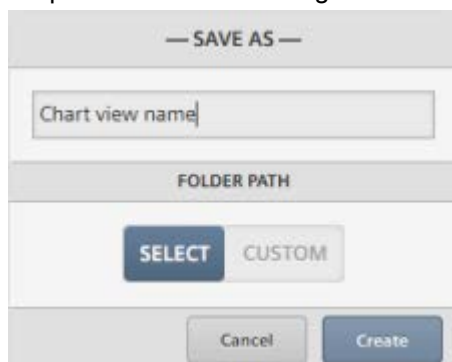 — SAVE AS —
Chart view name
FOLDER PATH
SELECT CUSTOM
Cancel Create